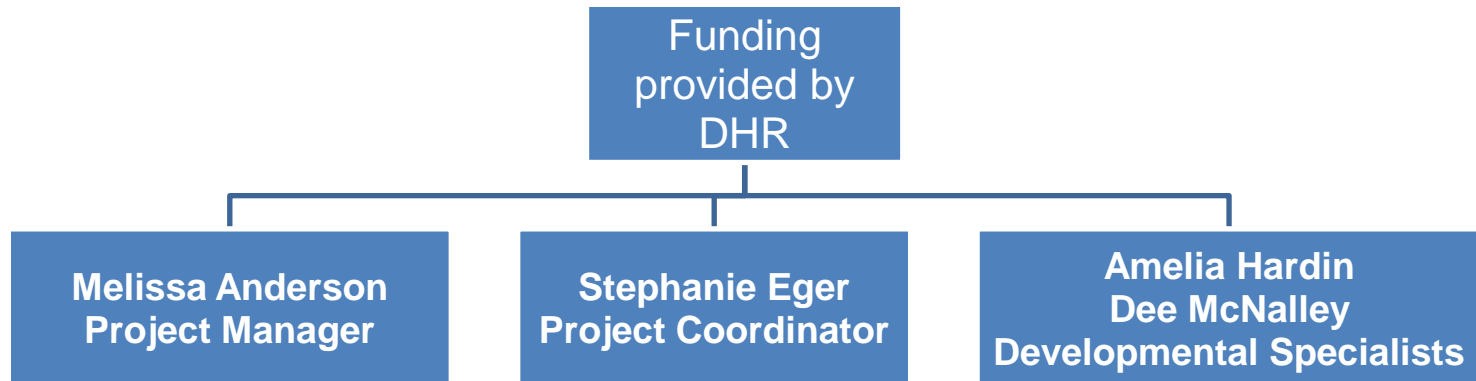 Funding
provided by
DHR
Melissa Anderson
Project Manager
Stephanie Eger
Project Coordinator
Amelia Hardin
Dee McNalley
Developmental Specialists